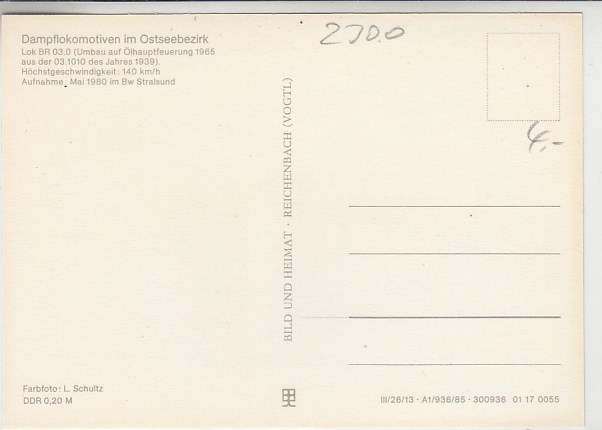 Dampflokomotiven im Ostseebezirk
Lok BR 03.0 (Umbau auf Ölhauptfeuerung 1965
aus der 03.1010 des Jahres 1939).
Höchstgeschwindigkeit: 140 km/h
Aufnahme: Mai 1980 im Bw Stralsund
2700
4.-
BILD UND HEIMAT · REICHENBACH (VOGTL)
Farbfoto: L. Schultz
DDR 0,20 M
III/26/13 · A1/936/85 · 300936 01 17 0055